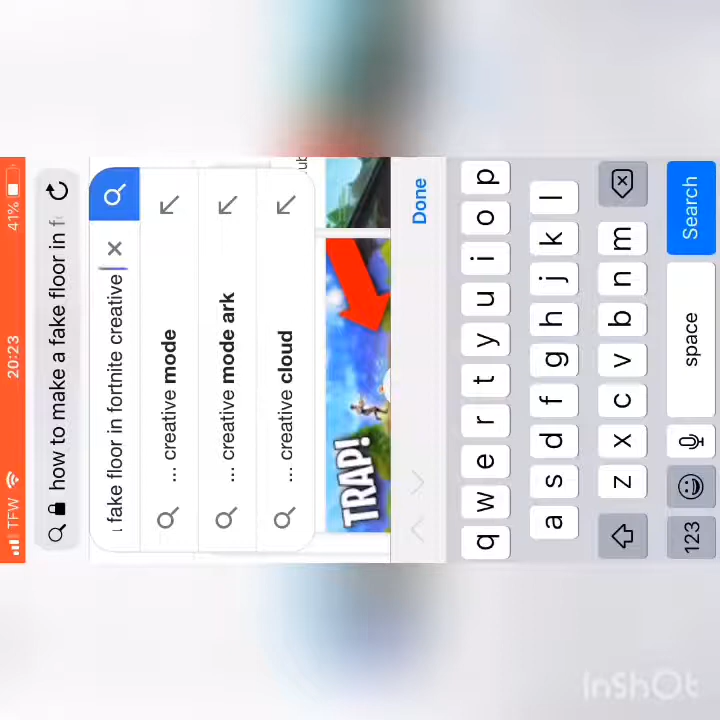 TFW 20:23 41%
how to make a fake floor in f
fake floor in fortnite creative
... creative mode
... creative mode ark
... creative cloud
TRAP!
Done
q w e r t y u i o p
a s d f g h j k l
z x c v b n m
123 space Search
InShOt